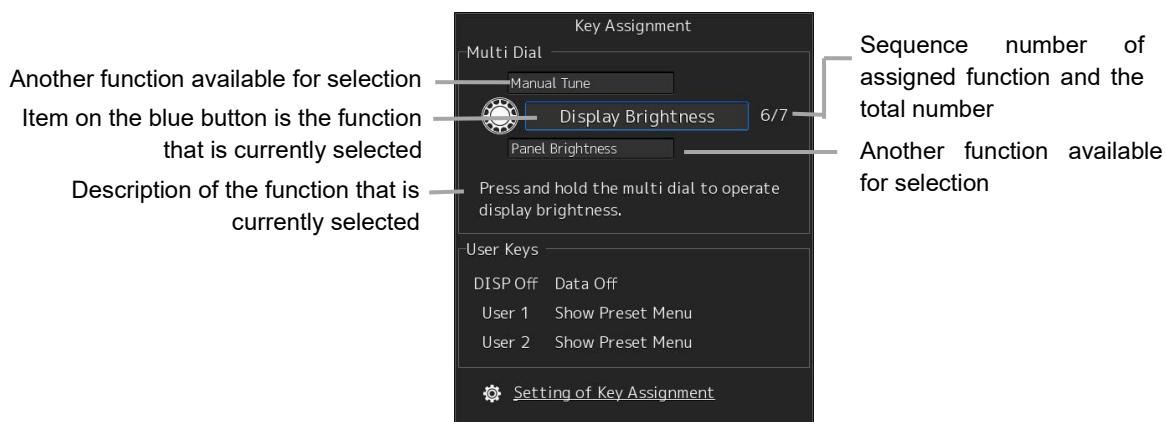 Key Assignment
Multi Dial
Another function available for selection
Manual Tune
Item on the blue button is the function
that is currently selected
Display Brightness 6/7
Sequence number of
assigned function and the
total number
Panel Brightness
Another function available
for selection
Description of the function that is
currently selected
Press and hold the multi dial to operate
display brightness.
User Keys
DISP Off Data Off
User 1 Show Preset Menu
User 2 Show Preset Menu
Setting of Key Assignment